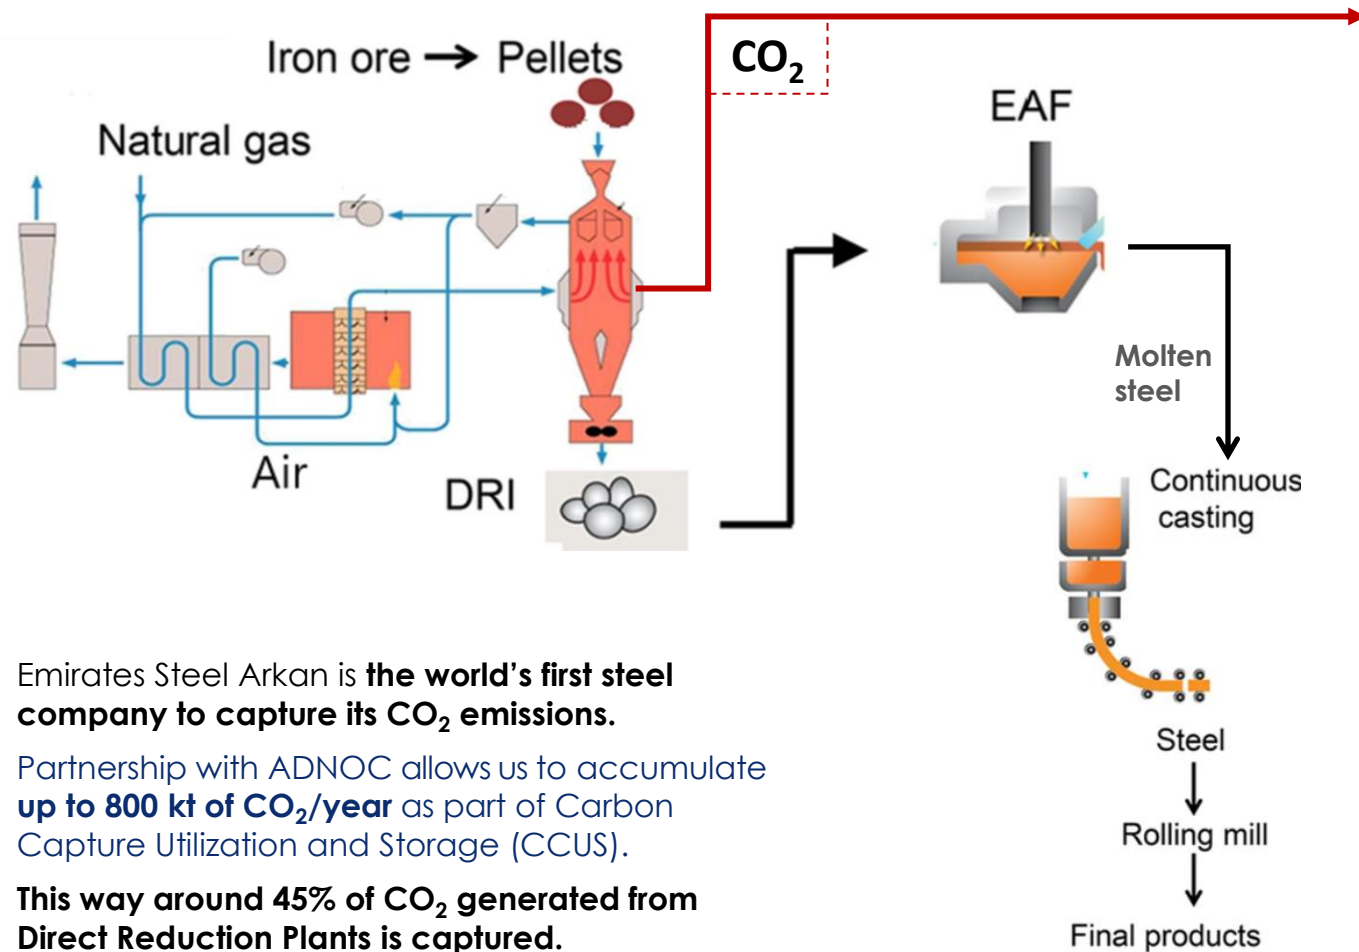 Iron ore → Pellets
CO₂
EAF
Natural gas
Molten
steel
Air
DRI
Continuous
casting
Steel
Rolling mill
Final products
Emirates Steel Arkan is the world’s first steel
company to capture its CO₂ emissions.
Partnership with ADNOC allows us to accumulate
up to 800 kt of CO₂/year as part of Carbon
Capture Utilization and Storage (CCUS).
This way around 45% of CO₂ generated from
Direct Reduction Plants is captured.